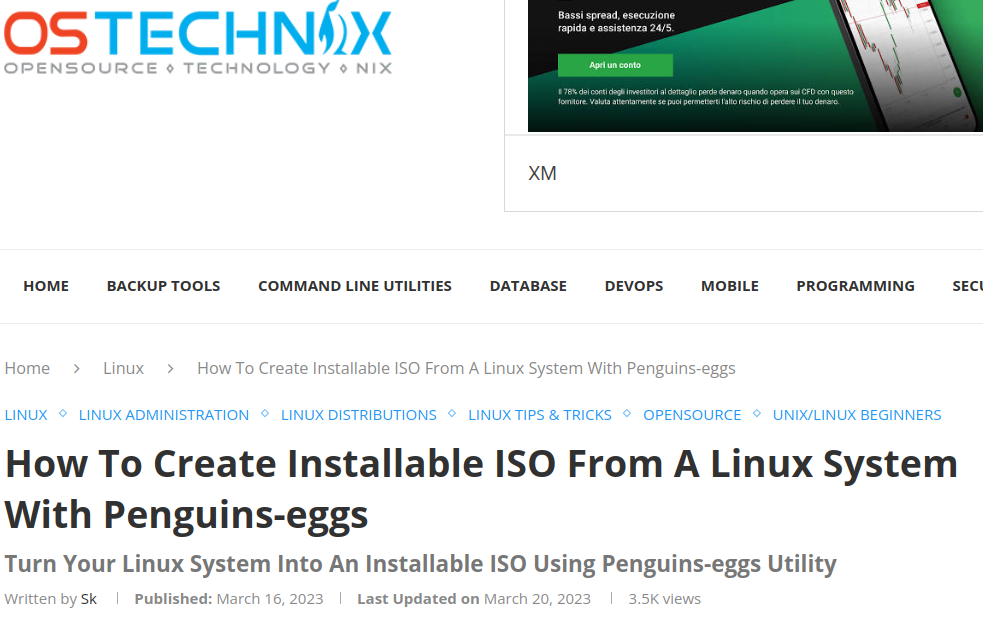 OSTECHNIX
OPENSOURCE ⋄ TECHNOLOGY ⋄ NIX
Bassi spread, esecuzione
rapida e assistenza 24/5.
Apri un conto
Il 78% dei conti degli investitori al dettaglio perde denaro quando opera sui CFD con questo
fornitore. Valuta attentamente se puoi permetterti l'alto rischio di perdere il tuo denaro.
XM
HOME BACKUP TOOLS COMMAND LINE UTILITIES DATABASE DEVOPS MOBILE PROGRAMMING SECU
Home > Linux > How To Create Installable ISO From A Linux System With Penguins-eggs
LINUX ⋄ LINUX ADMINISTRATION ⋄ LINUX DISTRIBUTIONS ⋄ LINUX TIPS & TRICKS ⋄ OPENSOURCE ⋄ UNIX/LINUX BEGINNERS
How To Create Installable ISO From A Linux System
With Penguins-eggs
Turn Your Linux System Into An Installable ISO Using Penguins-eggs Utility
Written by Sk | Published: March 16, 2023 | Last Updated on March 20, 2023 | 3.5K views